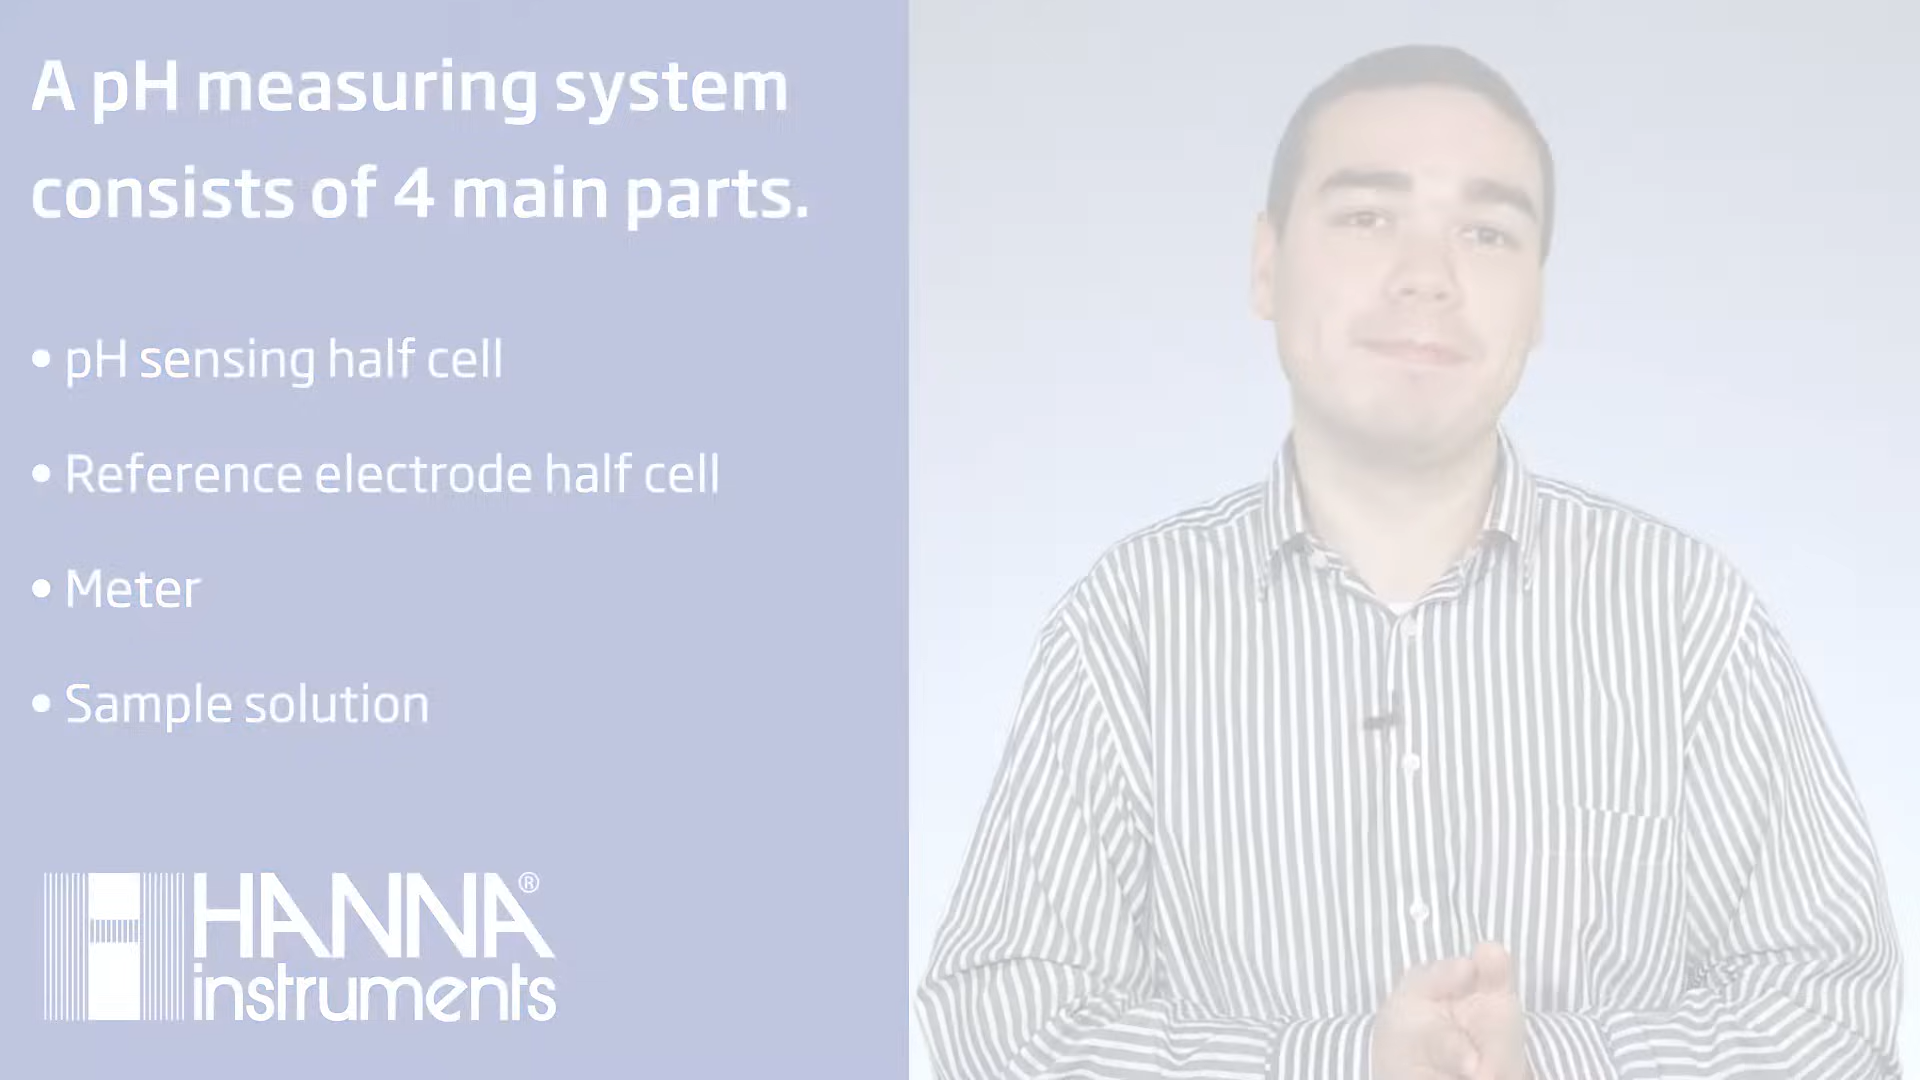 A pH measuring system
consists of 4 main parts.
• pH sensing half cell
• Reference electrode half cell
• Meter
• Sample solution
HANNA®
instruments